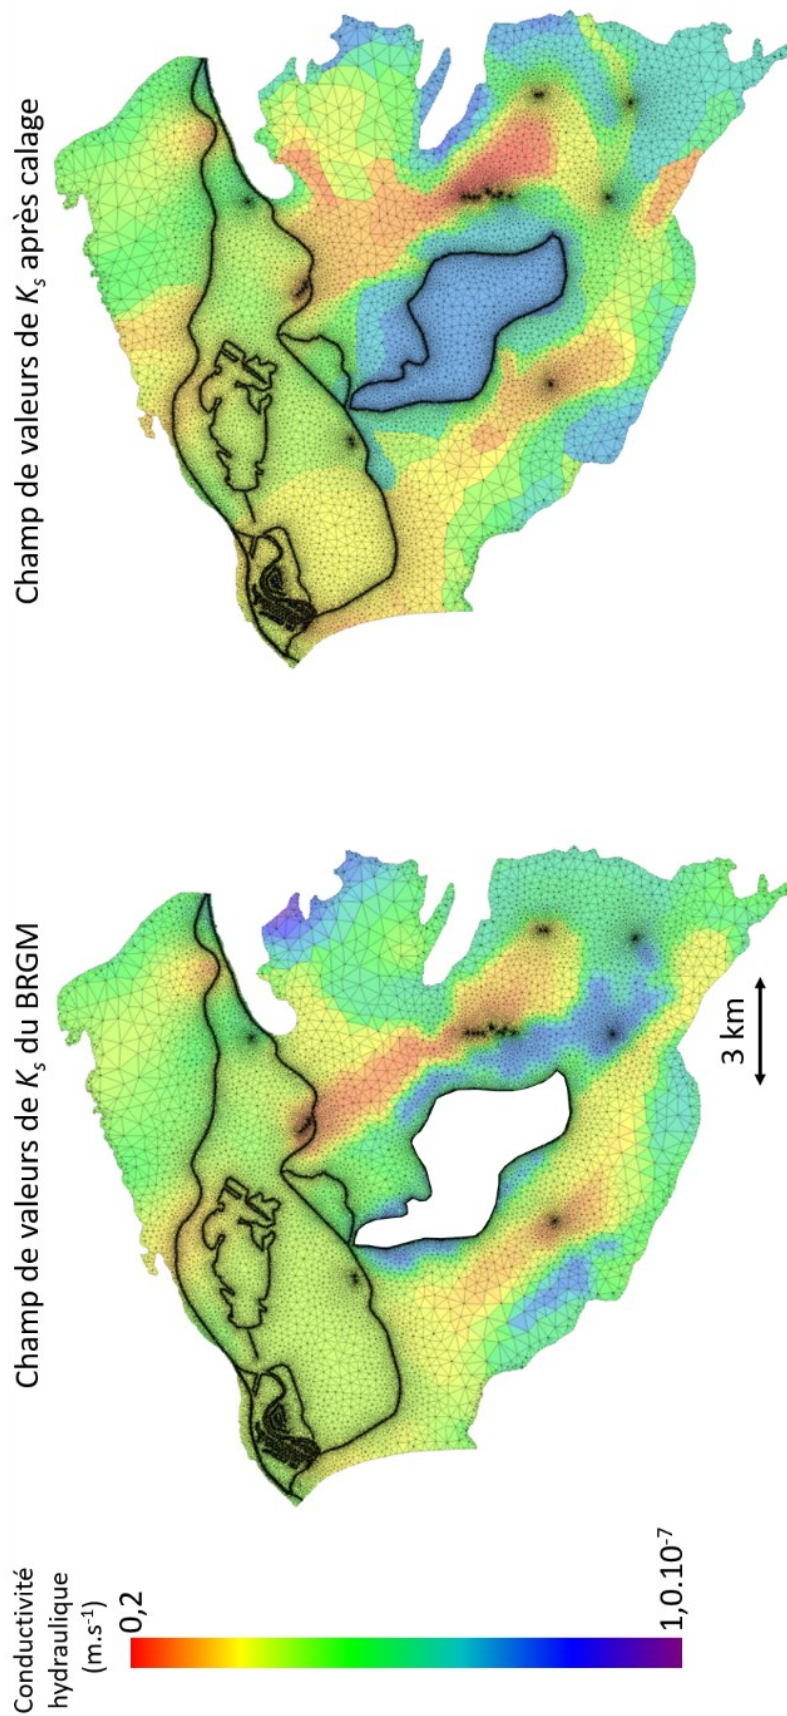 Conductivité
hydraulique
(m.s⁻¹)
0,2
1,0.10⁻⁷
Champ de valeurs de Kₛ du BRGM
3 km
Champ de valeurs de Kₛ après calage